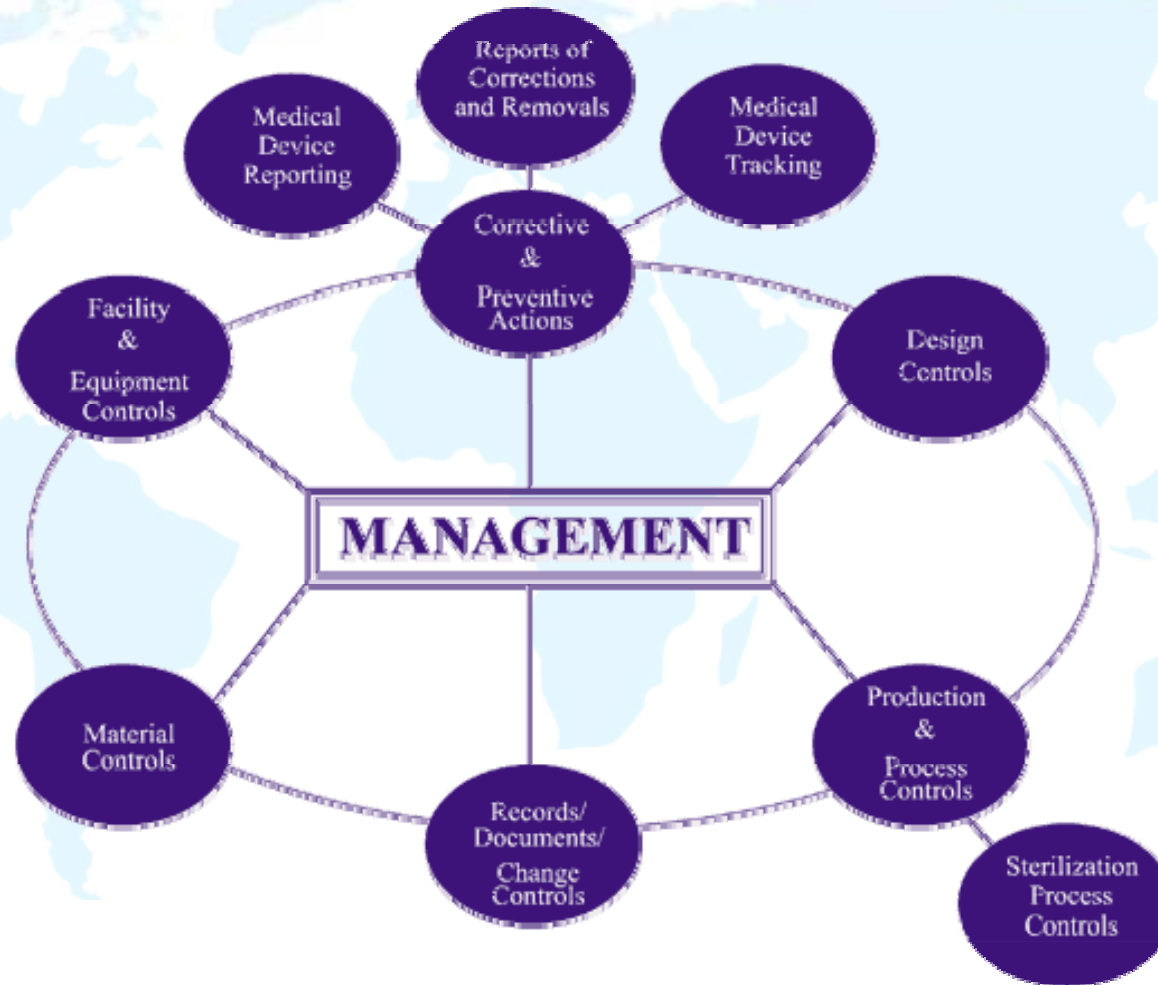 Reports of
Corrections
and Removals
Medical
Device
Reporting
Medical
Device
Tracking
Corrective
&
Preventive
Actions
Facility
&
Equipment
Controls
Design
Controls
MANAGEMENT
Material
Controls
Production
&
Process
Controls
Records/
Documents/
Change
Controls
Sterilization
Process
Controls